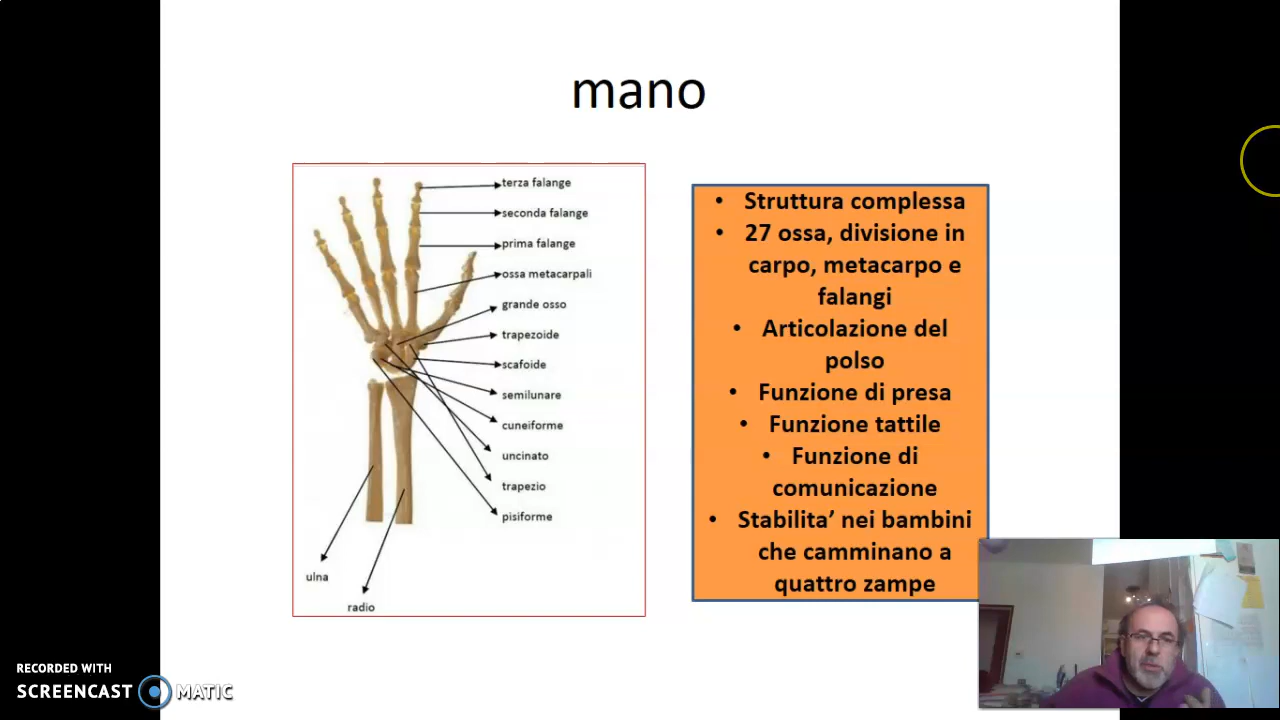 mano
terza falange
seconda falange
prima falange
ossa metacarpali
grande osso
trapezoide
scafoide
semilunare
cuneiforme
uncinato
trapezio
pisiforme
ulna
radio
• Struttura complessa
• 27 ossa, divisione in
carpo, metacarpo e
falangi
• Articolazione del
polso
• Funzione di presa
• Funzione tattile
• Funzione di
comunicazione
• Stabilita’ nei bambini
che camminano a
quattro zampe
RECORDED WITH
SCREENCAST MATIC